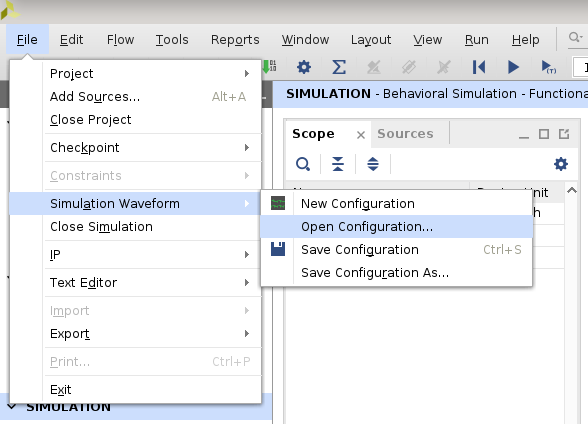 File Edit Flow Tools Reports Window Layout View Run Help
SIMULATION - Behavioral Simulation - Functiona
Project
Add Sources... Alt+A
Close Project
Checkpoint
Constraints
Simulation Waveform
Close Simulation
IP
Text Editor
Import
Export
Print... Ctrl+P
Exit
SIMULATION
Scope Sources
New Configuration
Open Configuration...
Save Configuration Ctrl+S
Save Configuration As...